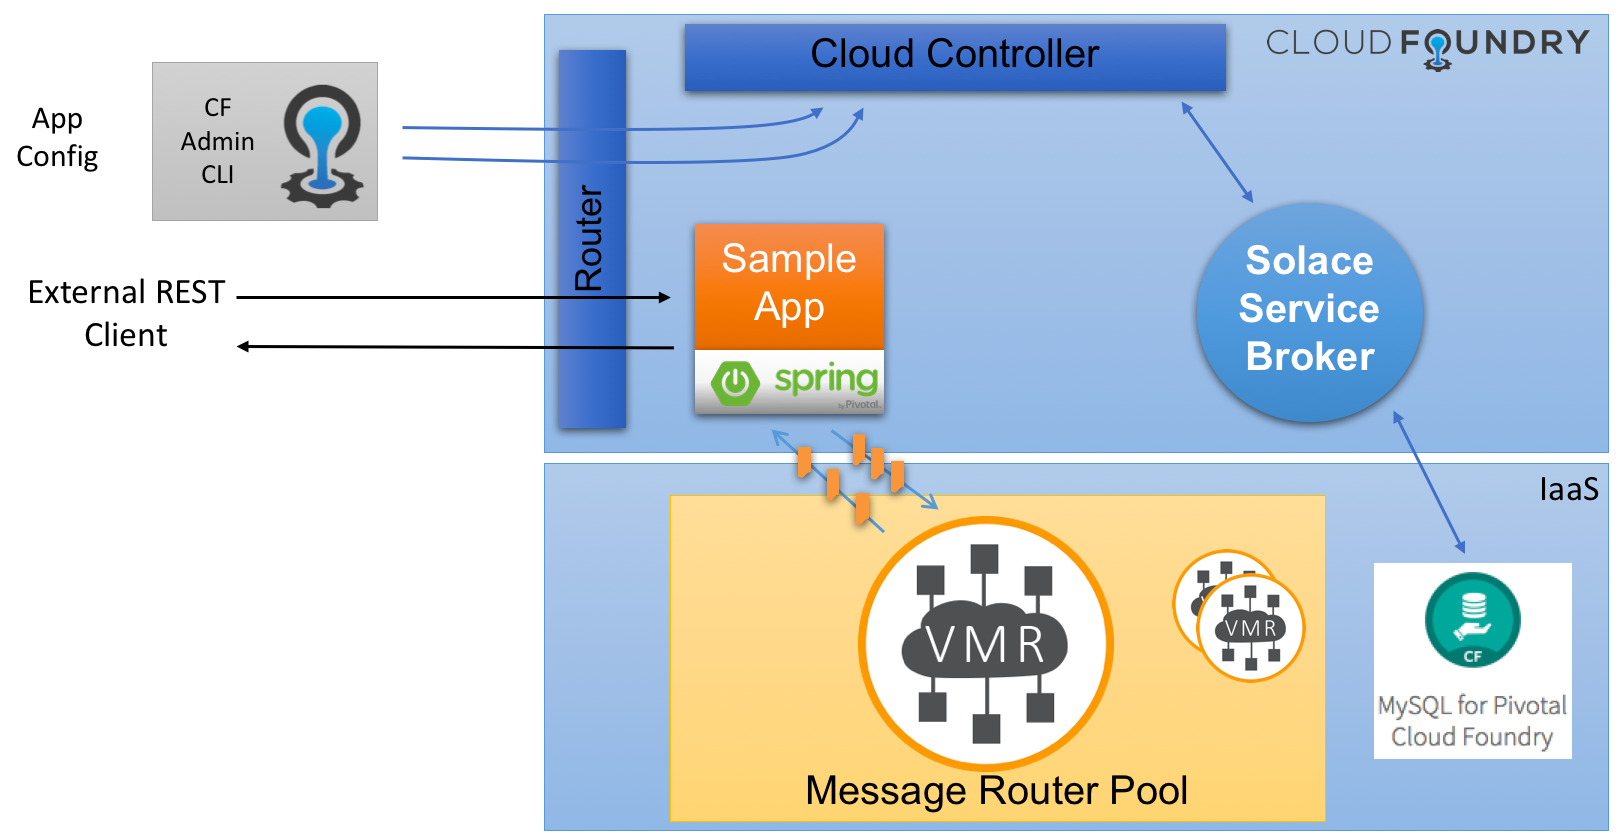 Cloud Controller
CLOUD FOUNDRY
App
Config
CF
Admin
CLI
Router
External REST
Client
Sample
App
spring
by Pivotal
Solace
Service
Broker
IaaS
VMR
VMR
CF
MySQL for Pivotal
Cloud Foundry
Message Router Pool